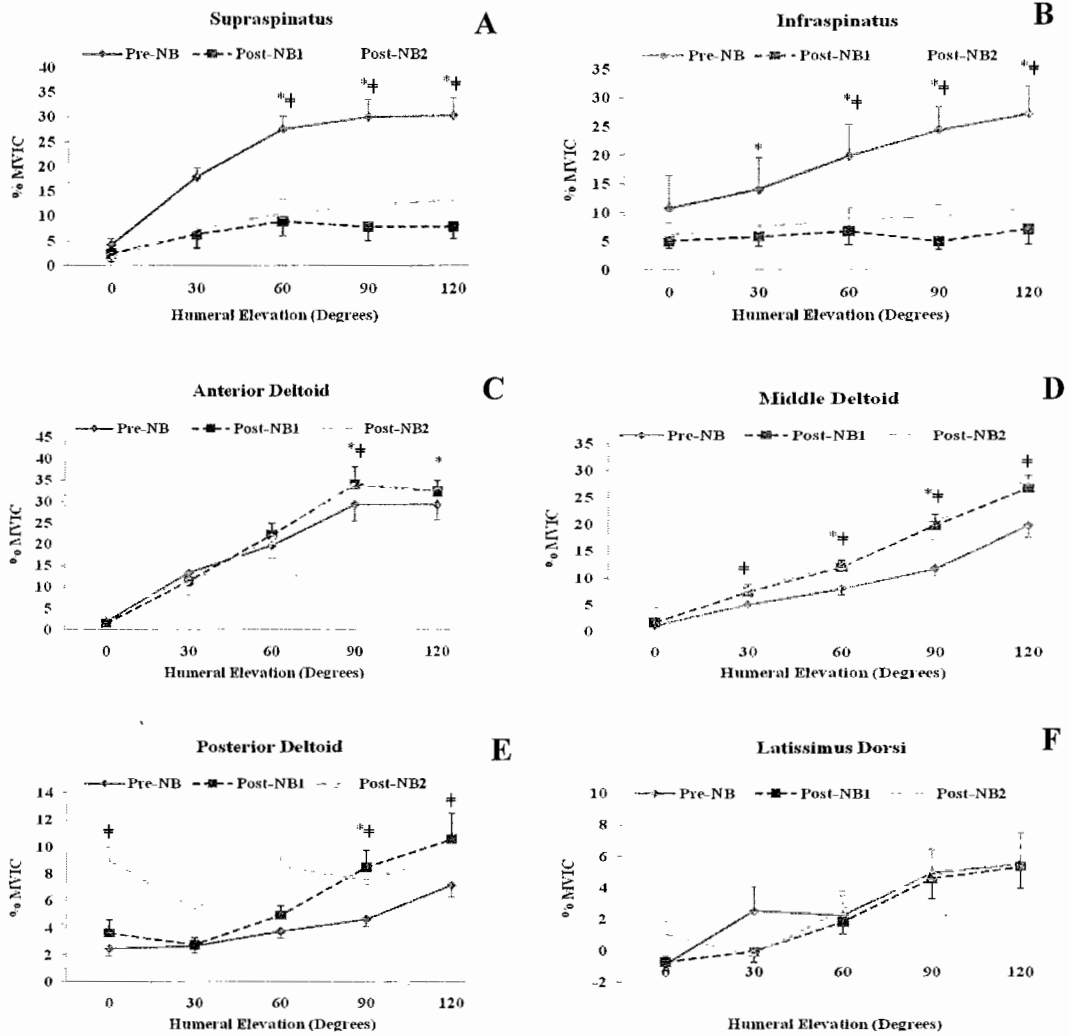 Supraspinatus A
Pre-NB Post-NB1 Post-NB2
% MVIC
40
35
30
25
20
15
10
5
0
*‡ *‡ *‡
0 30 60 90 120
Humeral Elevation (Degrees)
Infraspinatus B
Pre-NB Post-NB1 Post-NB2
% MVIC
35
30
25
20
15
10
5
0
* *‡ *‡ *‡
0 30 60 90 120
Humeral Elevation (Degrees)
Anterior Deltoid C
Pre-NB Post-NB1 Post-NB2
% MVIC
45
40
35
30
25
20
15
10
5
0
*‡ *
0 30 60 90 120
Humeral Elevation (Degrees)
Middle Deltoid D
Pre-NB Post-NB1 Post-NB2
% MVIC
35
30
25
20
15
10
5
0
‡ *‡ *‡ ‡
0 30 60 90 120
Humeral Elevation (Degrees)
Posterior Deltoid E
Pre-NB Post-NB1 Post-NB2
% MVIC
14
12
10
8
6
4
2
0
‡ *‡ ‡
0 30 60 90 120
Humeral Elevation (Degrees)
Latissimus Dorsi F
Pre-NB Post-NB1 Post-NB2
% MVIC
10
8
6
4
2
0
-2
0 30 60 90 120
Humeral Elevation (Degrees)